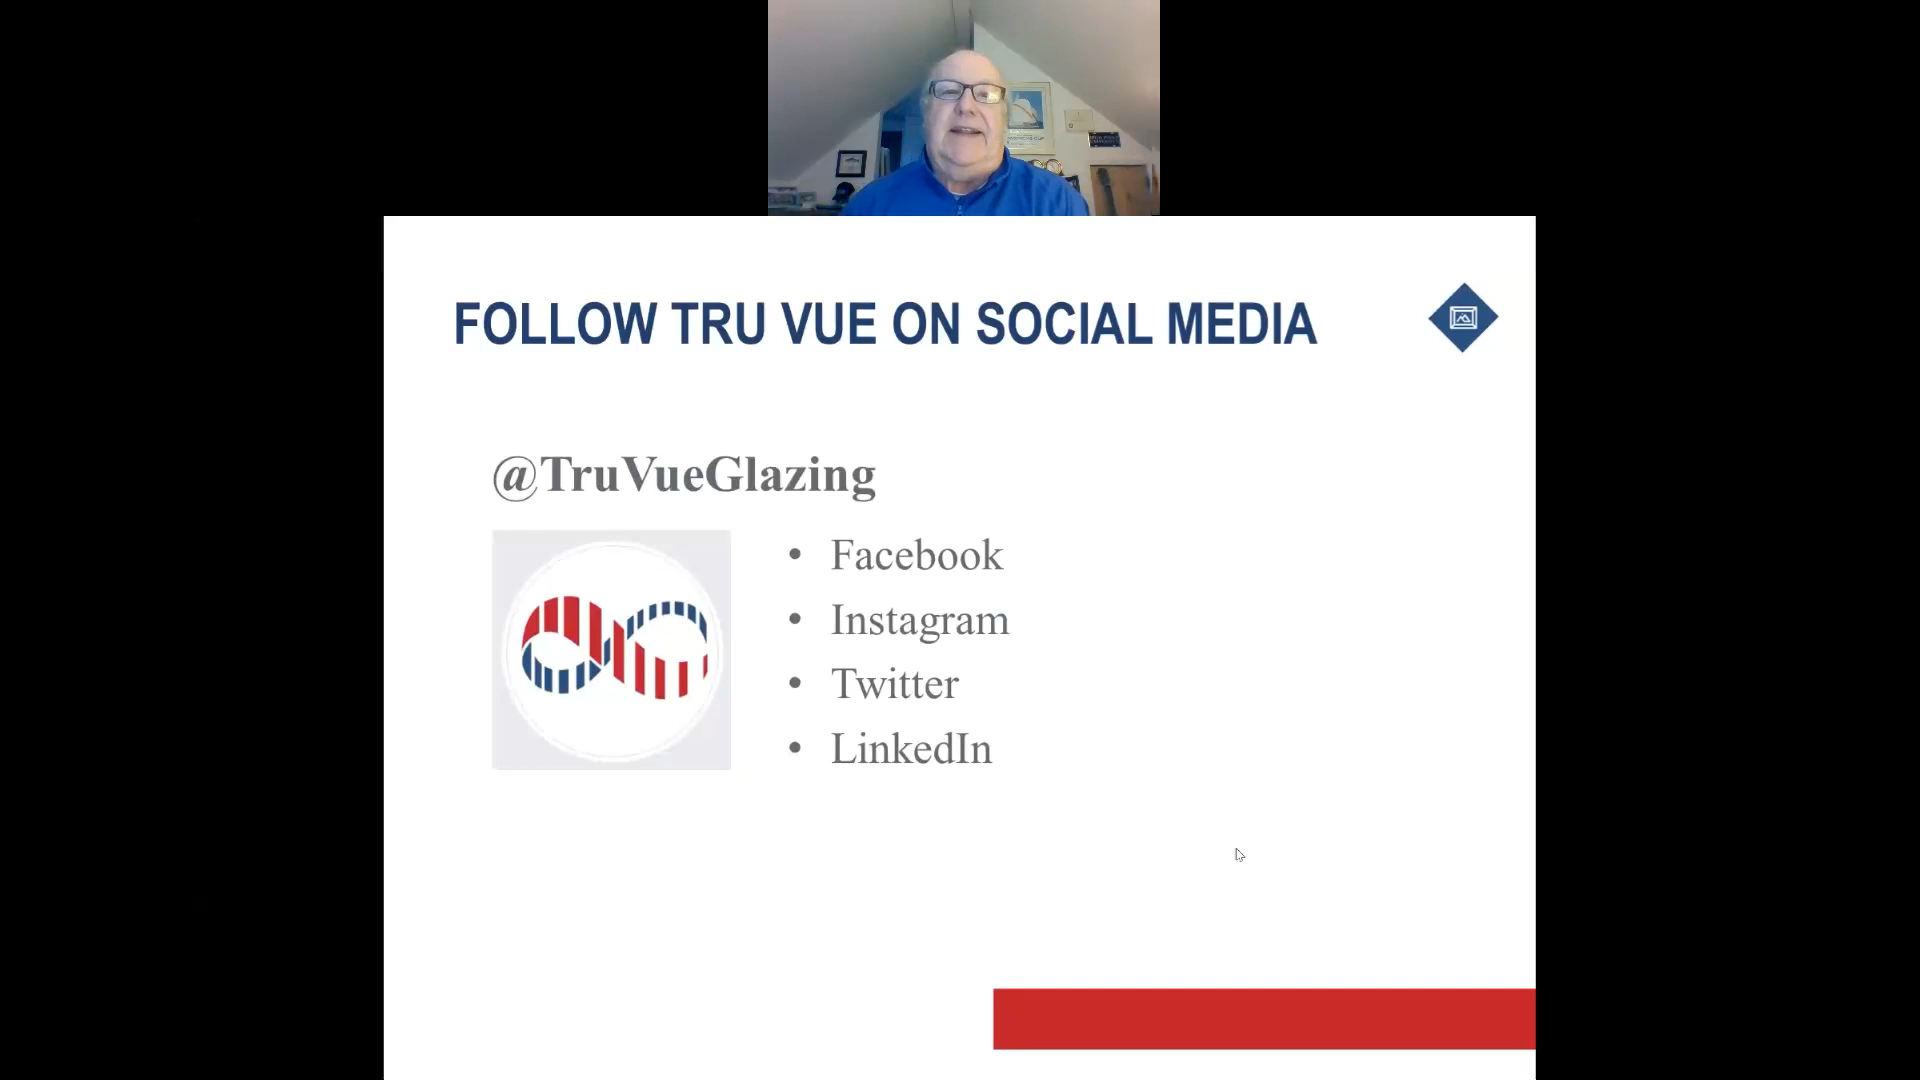 FOLLOW TRU VUE ON SOCIAL MEDIA
@TruVueGlazing
• Facebook
• Instagram
• Twitter
• LinkedIn